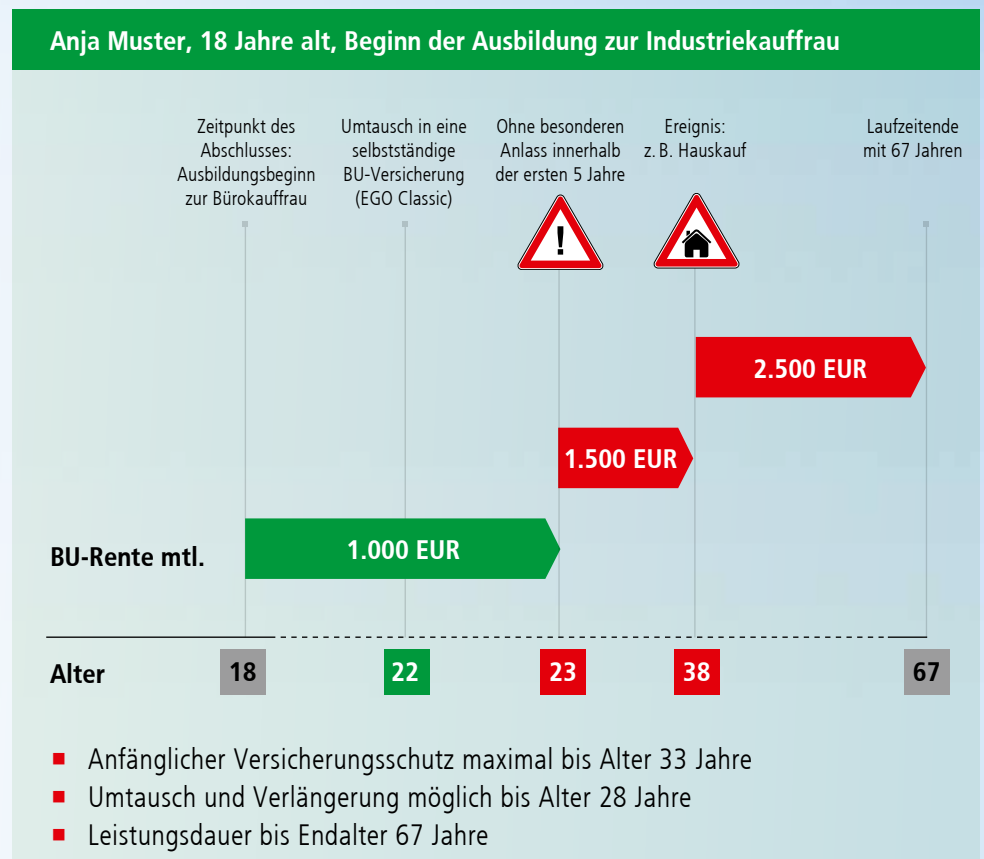 Anja Muster, 18 Jahre alt, Beginn der Ausbildung zur Industriekauffrau
Zeitpunkt des
Abschlusses:
Ausbildungsbeginn
zur Bürokauffrau
Umtausch in eine
selbstständige
BU-Versicherung
(EGO Classic)
Ohne besonderen
Anlass innerhalb
der ersten 5 Jahre
Ereignis:
z. B. Hauskauf
Laufzeitende
mit 67 Jahren
!
2.500 EUR
1.500 EUR
1.000 EUR
BU-Rente mtl.
Alter
18
22
23
38
67
Anfänglicher Versicherungsschutz maximal bis Alter 33 Jahre
Umtausch und Verlängerung möglich bis Alter 28 Jahre
Leistungsdauer bis Endalter 67 Jahre